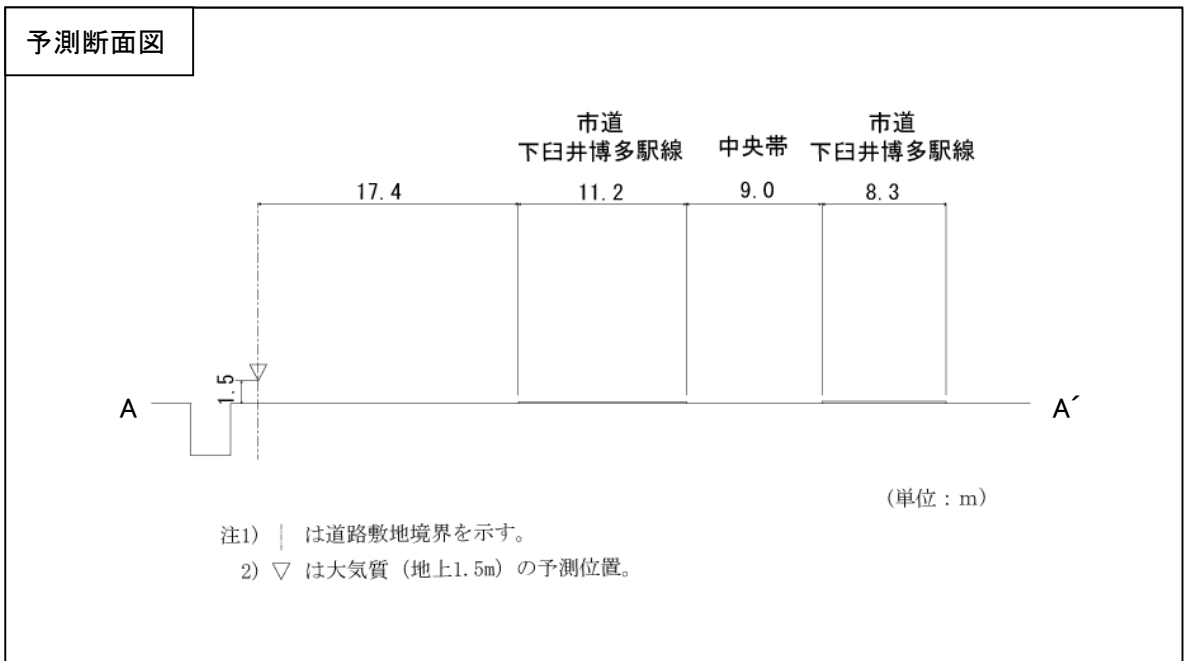 予測断面図
市道
下臼井博多駅線
中央帯
市道
下臼井博多駅線
17.4
11.2
9.0
8.3
1.5
A
A´
(単位：m)
注1) ｜ は道路敷地境界を示す。
2) ▽ は大気質 (地上1.5m) の予測位置。